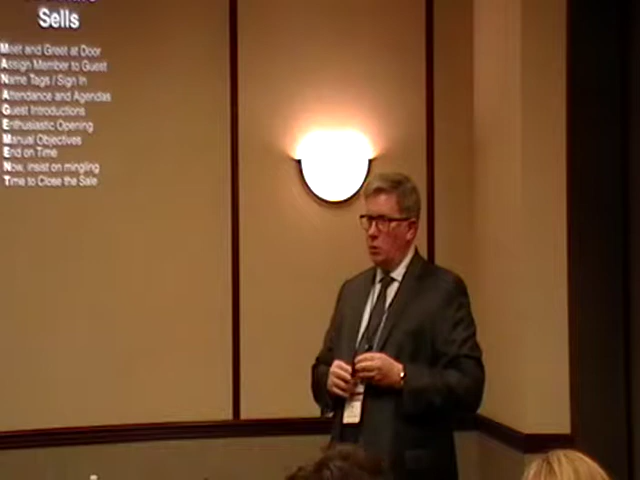 Sells
Meet and Greet at Door
Assign Member to Guest
Name Tags / Sign In
Attendance and Agendas
Guest Introductions
Enthusiastic Opening
Manual Objectives
End on Time
Now, insist on mingling
Time to Close the Sale